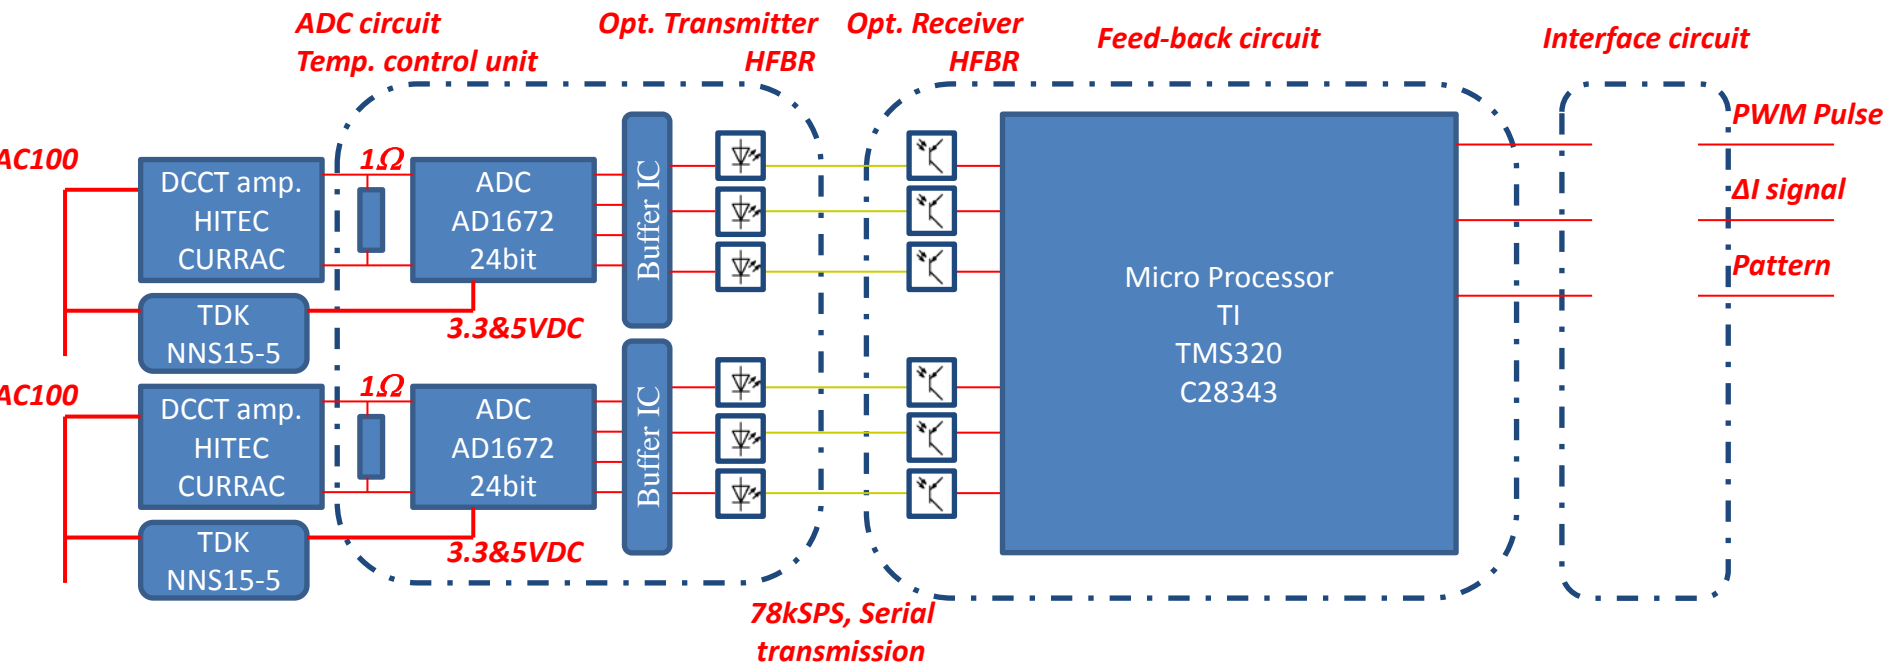 ADC circuit
Temp. control unit
Opt. Transmitter
HFBR
Opt. Receiver
HFBR
Feed-back circuit
Interface circuit
AC100
DCCT amp.
HITEC
CURRAC
1Ω
ADC
AD1672
24bit
Buffer IC
TDK
NNS15-5
3.3&5VDC
AC100
DCCT amp.
HITEC
CURRAC
1Ω
ADC
AD1672
24bit
Buffer IC
TDK
NNS15-5
3.3&5VDC
78kSPS, Serial
transmission
Micro Processor
TI
TMS320
C28343
PWM Pulse
ΔI signal
Pattern